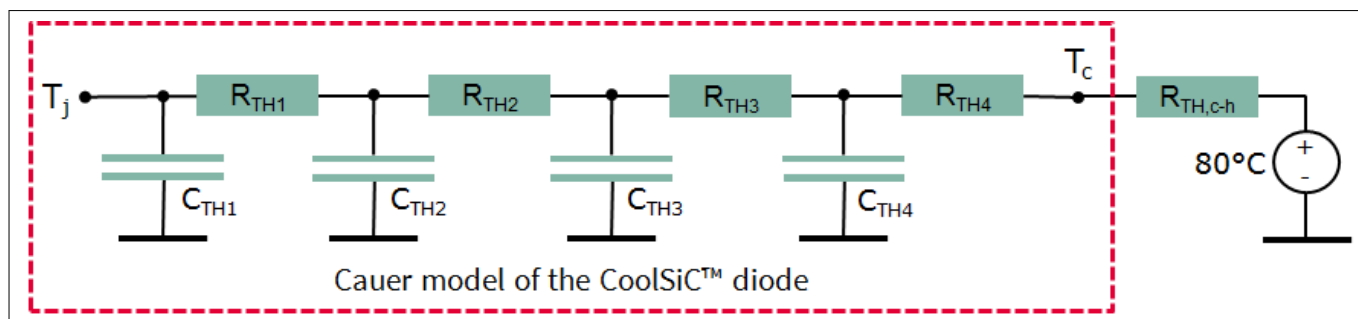 Tj RTH1 RTH2 RTH3 RTH4 Tc RTH,c-h
CTH1 CTH2 CTH3 CTH4 80°C + -
Cauer model of the CoolSiC™ diode